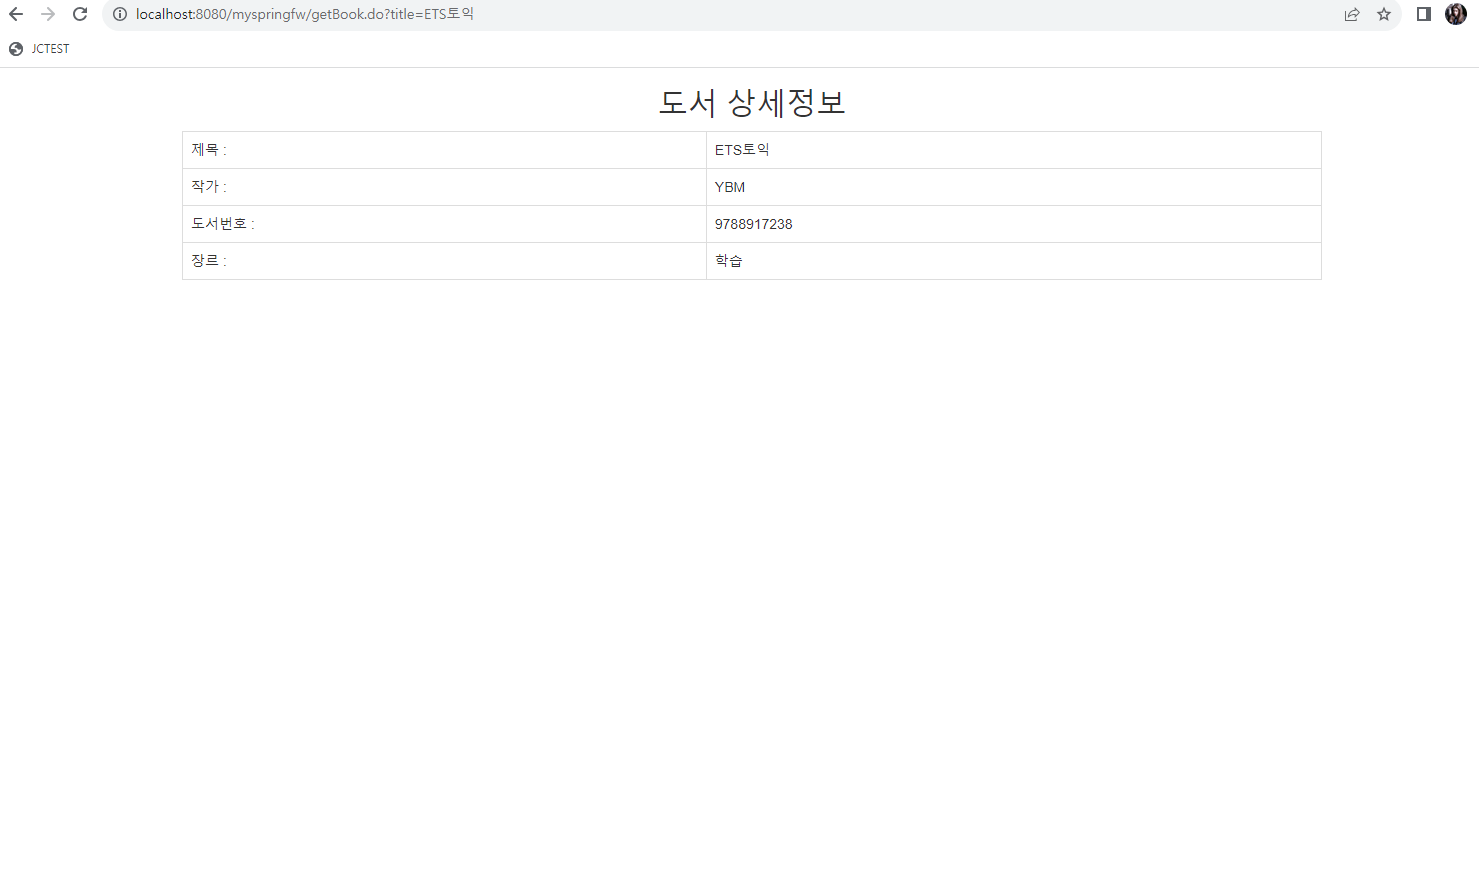 localhost:8080/myspringfw/getBook.do?title=ETS토익
JCTEST
도서 상세정보
제목 : ETS토익
작가 : YBM
도서번호 : 9788917238
장르 : 학습